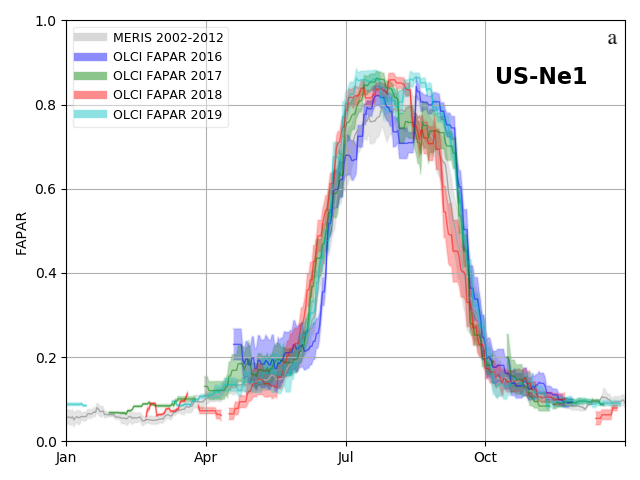 1.0
a
MERIS 2002-2012
OLCI FAPAR 2016
OLCI FAPAR 2017
OLCI FAPAR 2018
OLCI FAPAR 2019
US-Ne1
0.8
0.6
FAPAR
0.4
0.2
0.0
Jan Apr Jul Oct